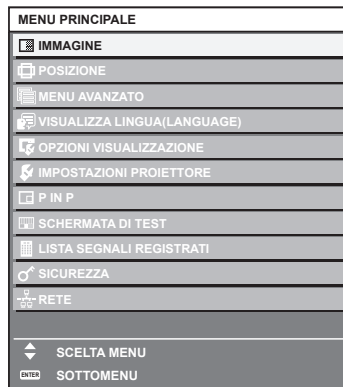 MENU PRINCIPALE
IMMAGINE
POSIZIONE
MENU AVANZATO
VISUALIZZA LINGUA(LANGUAGE)
OPZIONI VISUALIZZAZIONE
IMPOSTAZIONI PROIETTORE
P IN P
SCHERMATA DI TEST
LISTA SEGNALI REGISTRATI
SICUREZZA
RETE
SCELTA MENU
ENTER SOTTOMENU